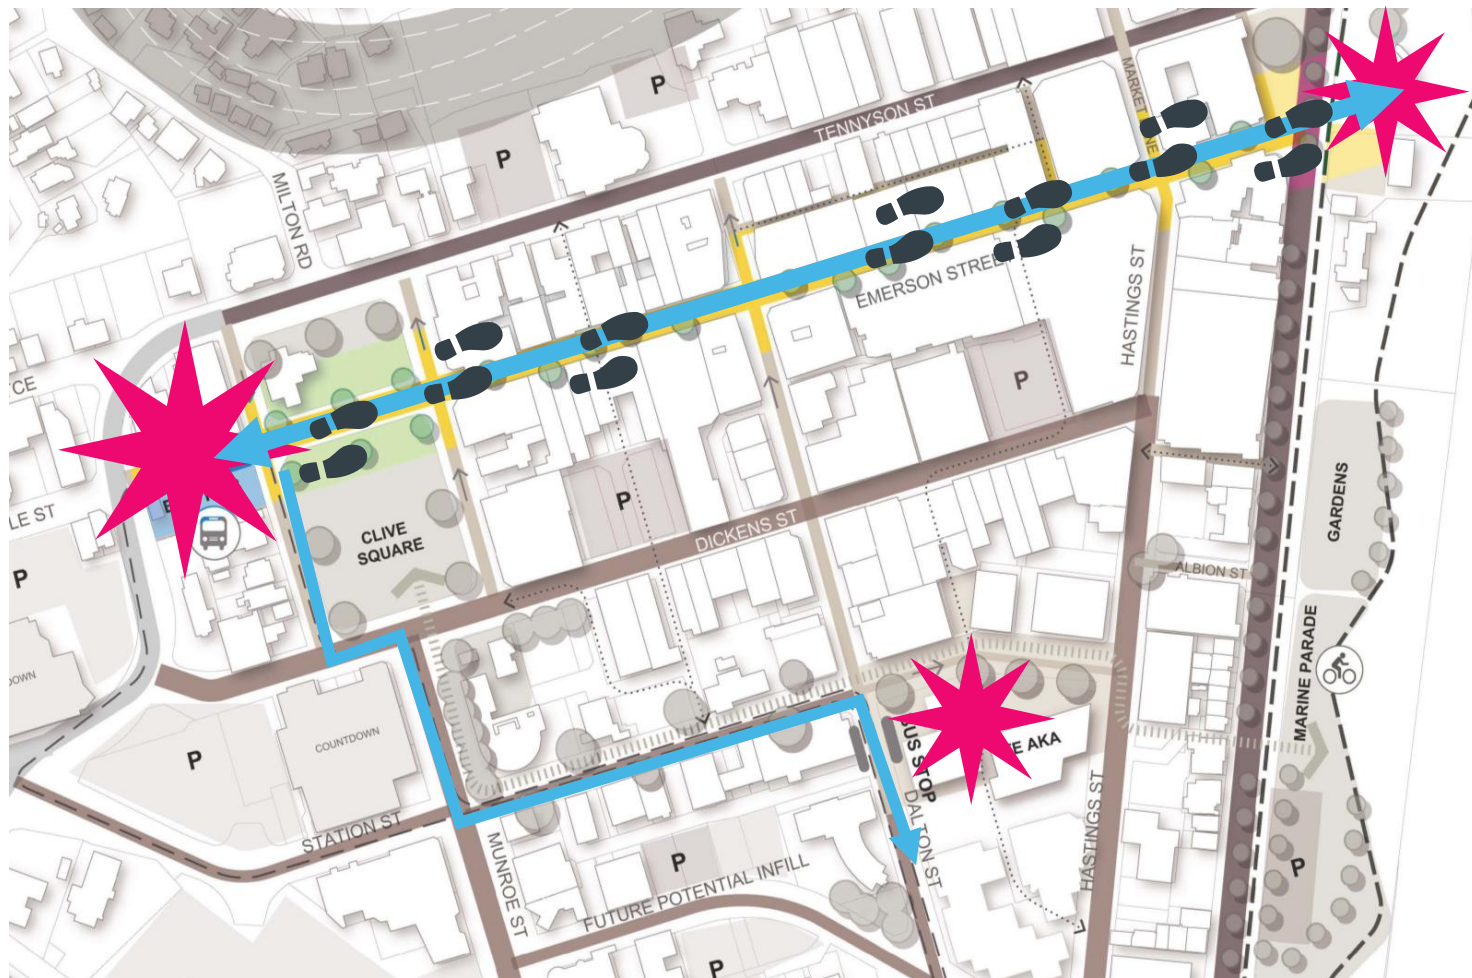 P
P
TENNYSON ST
MARKET
MILTON RD
EMERSON STREET
HASTINGS ST
P
CE
LE ST
P
CLIVE
SQUARE
P
DICKENS ST
GARDENS
ALBION ST
MARINE PARADE
DOWN
COUNTDOWN
P
BUS STOP
E AKA
STATION ST
MUNROE ST
DALTON ST
HASTINGS ST
P
FUTURE POTENTIAL INFILL
P
P